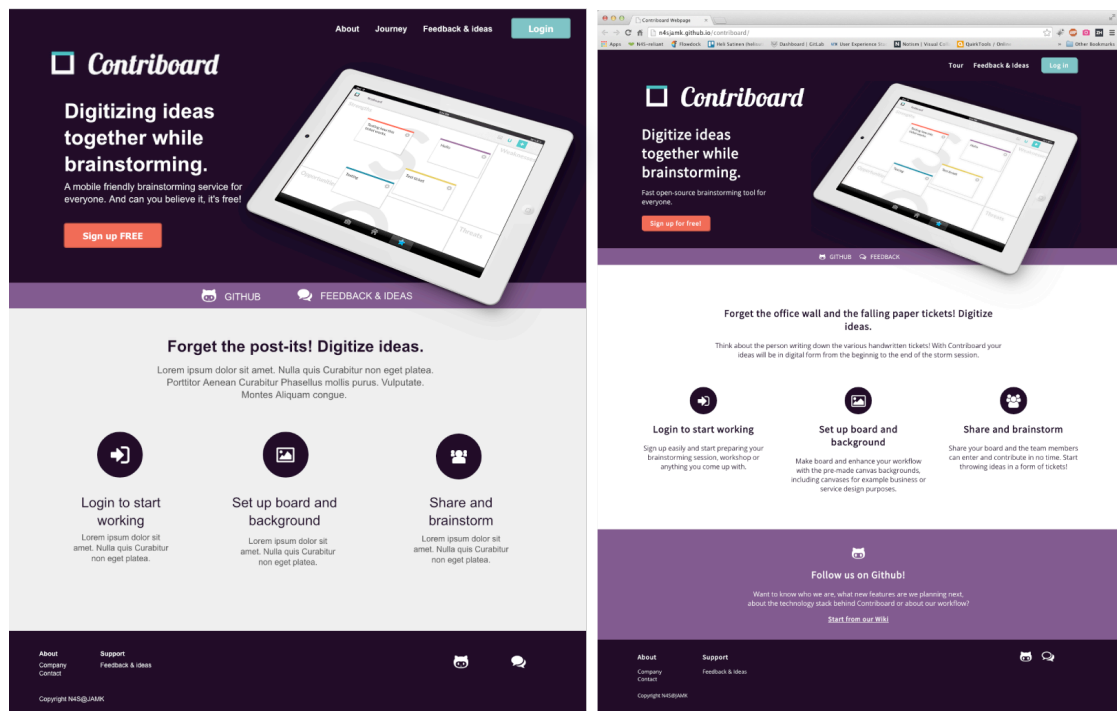 About Journey Feedback & ideas Login
Contriboard
Digitizing ideas
together while
brainstorming.
A mobile friendly brainstorming service for
everyone. And can you believe it, it's free!
Sign up FREE
Strengths
Opportunities
Threats
Testing
GITHUB FEEDBACK & IDEAS
Forget the post-its! Digitize ideas.
Lorem ipsum dolor sit amet. Nulla quis Curabitur non eget platea.
Porttitor Aenean Curabitur Phasellus mollis purus. Vulputate.
Montes Aliquam congue.
Login to start
working
Lorem ipsum dolor sit
amet. Nulla quis Curabitur
non eget platea.
Set up board and
background
Lorem ipsum dolor sit
amet. Nulla quis Curabitur
non eget platea.
Share and
brainstorm
Lorem ipsum dolor sit
amet. Nulla quis Curabitur
non eget platea.
About
Company
Contact
Support
Feedback & ideas
Copyright N4S@JAMK
Contriboard Webpage
n4sjamk.github.io/contriboard/
Apps N4S-reliant Flowdock Dashboard | GitLab Other Bookmarks
Tour Feedback & Ideas Log in
Contriboard
Digitize ideas
together while
brainstorming.
Fast open-source brainstorming tool for
everyone.
Sign up for free!
Opportunities
Threats
GITHUB FEEDBACK
Forget the office wall and the falling paper tickets! Digitize
ideas.
Think about the person writing down the various handwritten tickets! With Contriboard your
ideas will be in digital form from the beginnig to the end of the storm session.
Login to start working
Sign up easily and start preparing your
brainstorming session, workshop or
anything you come up with.
Set up board and
background
Make board and enhance your workflow
with the pre-made canvas backgrounds,
including canvases for example business or
service design purposes.
Share and brainstorm
Share your board and the team members
can enter and contribute in no time. Start
throwing ideas in a form of tickets!
Follow us on Github!
Want to know who we are, what new features are we planning next,
about the technology stack behind Contriboard or about our workflow?
Start from our Wiki
About
Company
Contact
Support
Feedback & Ideas
Copyright N4S@JAMK